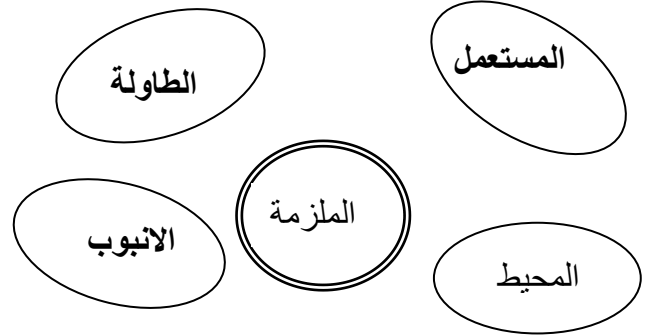 المستعمل
الطاولة
الملزمة
الانبوب
المحيط